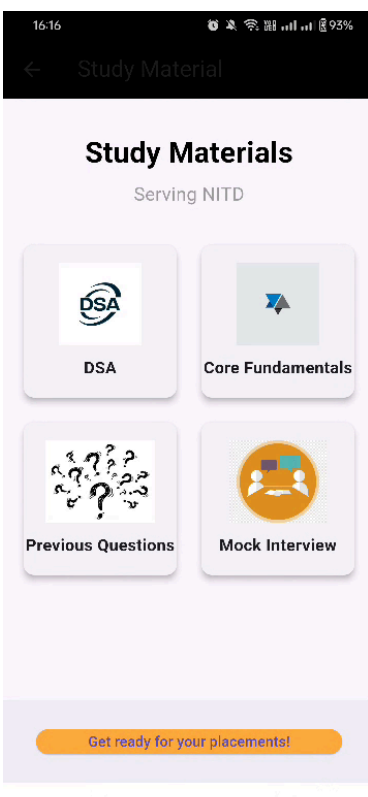 16:16
93%
Study Material
Study Materials
Serving NITD
DSA
DSA
Core Fundamentals
Previous Questions
Mock Interview
Get ready for your placements!